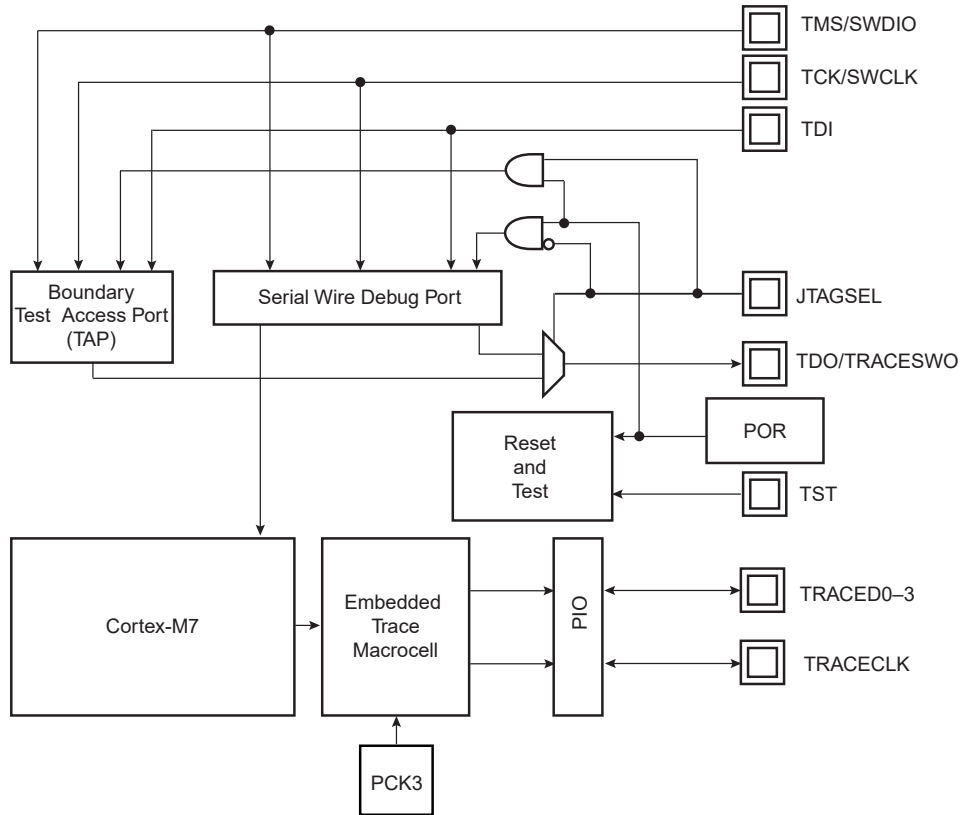 TMS/SWDIO
TCK/SWCLK
TDI
Boundary
Test Access Port
(TAP)
Serial Wire Debug Port
JTAGSEL
TDO/TRACESWO
POR
Reset
and
Test
TST
Cortex-M7
Embedded
Trace
Macrocell
PIO
TRACED0–3
TRACECLK
PCK3